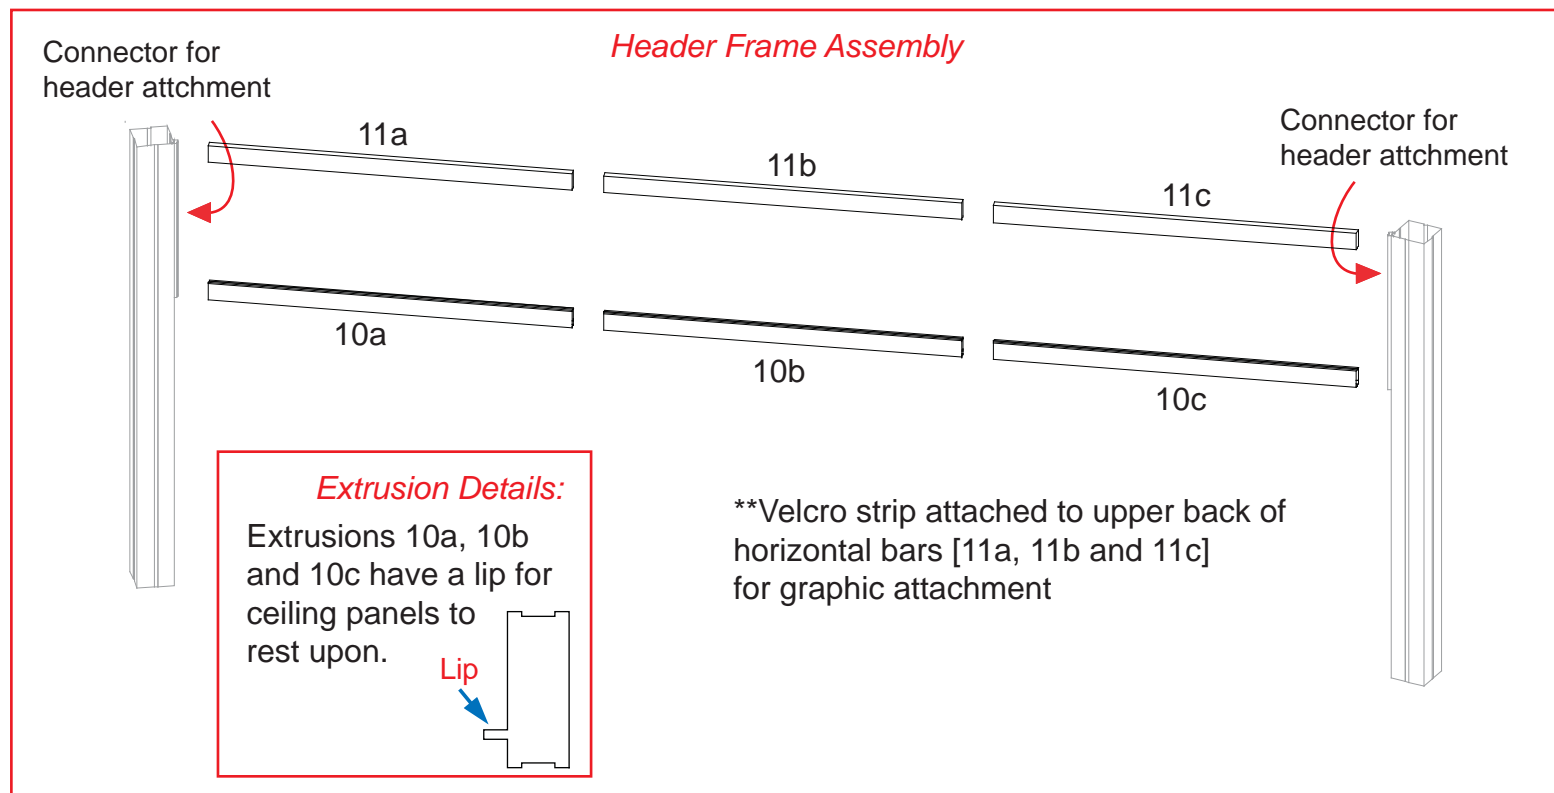 Header Frame Assembly
Connector for
header attchment
11a
11b
11c
Connector for
header attchment
10a
10b
10c
Extrusion Details:
Extrusions 10a, 10b
and 10c have a lip for
ceiling panels to
rest upon.
Lip
**Velcro strip attached to upper back of
horizontal bars [11a, 11b and 11c]
for graphic attachment